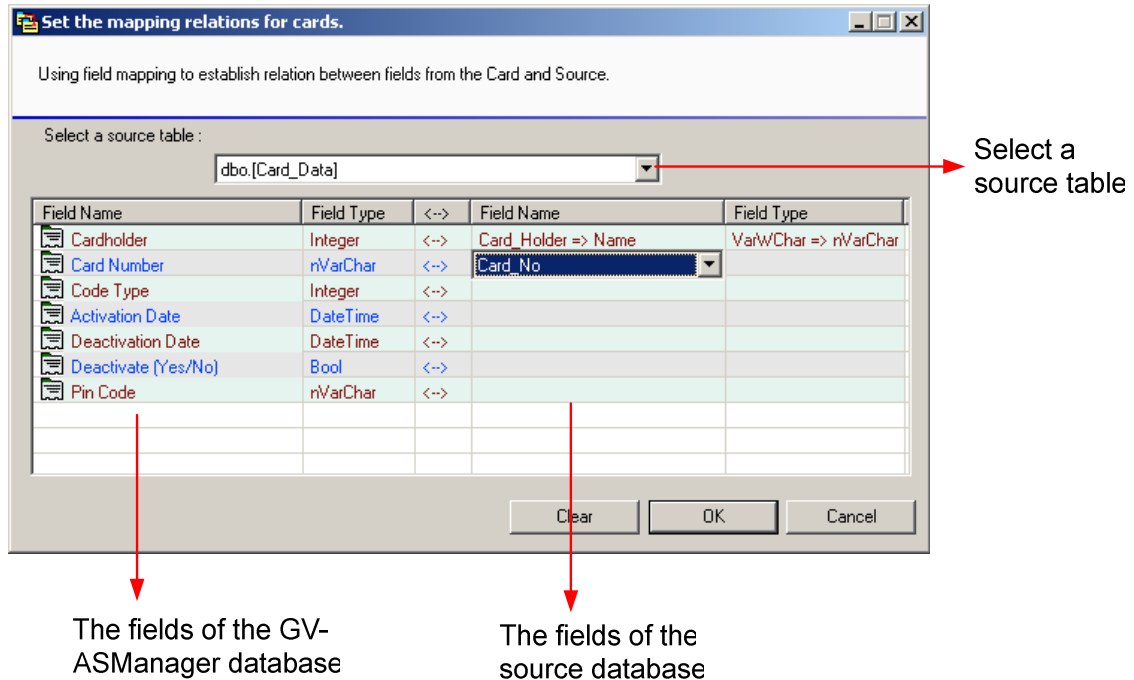 Set the mapping relations for cards.
Using field mapping to establish relation between fields from the Card and Source.
Select a source table :
dbo.[Card_Data]
Select a
source table
Field Name Field Type <--> Field Name Field Type
Cardholder Integer <--> Card_Holder => Name VarWChar => nVarChar
Card Number nVarChar <--> Card_No
Code Type Integer <-->
Activation Date DateTime <-->
Deactivation Date DateTime <-->
Deactivate (Yes/No) Bool <-->
Pin Code nVarChar <-->
Clear OK Cancel
The fields of the GV-
ASManager database
The fields of the
source database